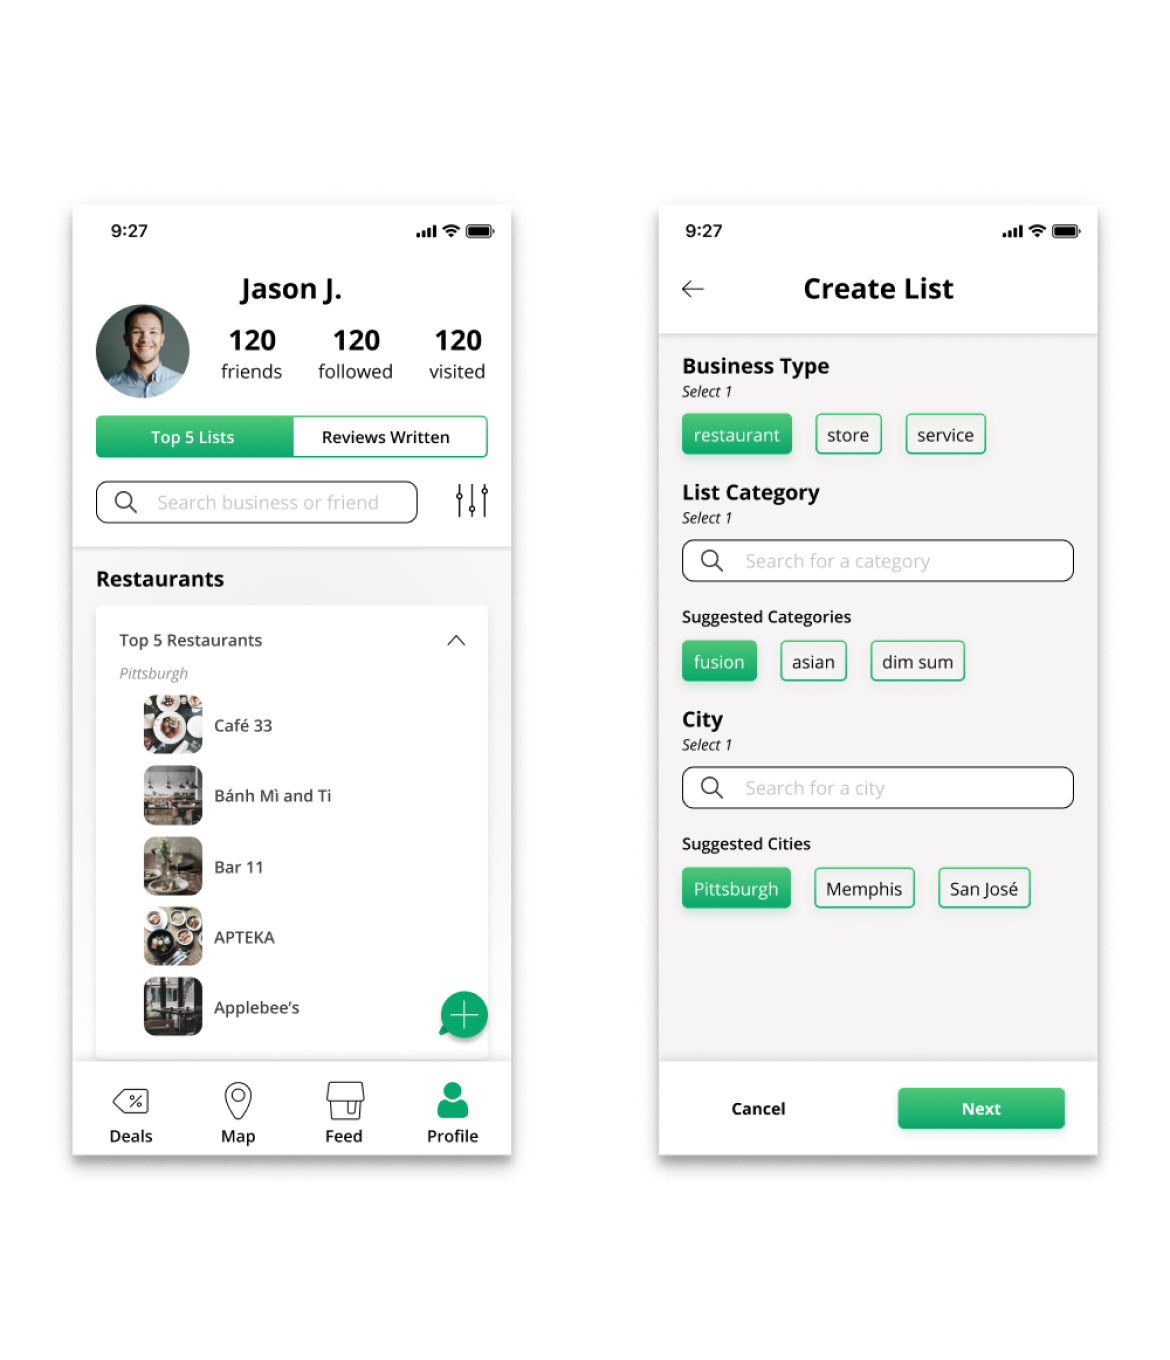 9:27
Jason J.
120 120 120
friends followed visited
Top 5 Lists Reviews Written
Search business or friend
Restaurants
Top 5 Restaurants
Pittsburgh
Café 33
Bánh Mì and Ti
Bar 11
APTEKA
Applebee's
Deals Map Feed Profile
9:27
Create List
Business Type
Select 1
restaurant store service
List Category
Select 1
Search for a category
Suggested Categories
fusion asian dim sum
City
Select 1
Search for a city
Suggested Cities
Pittsburgh Memphis San José
Cancel Next